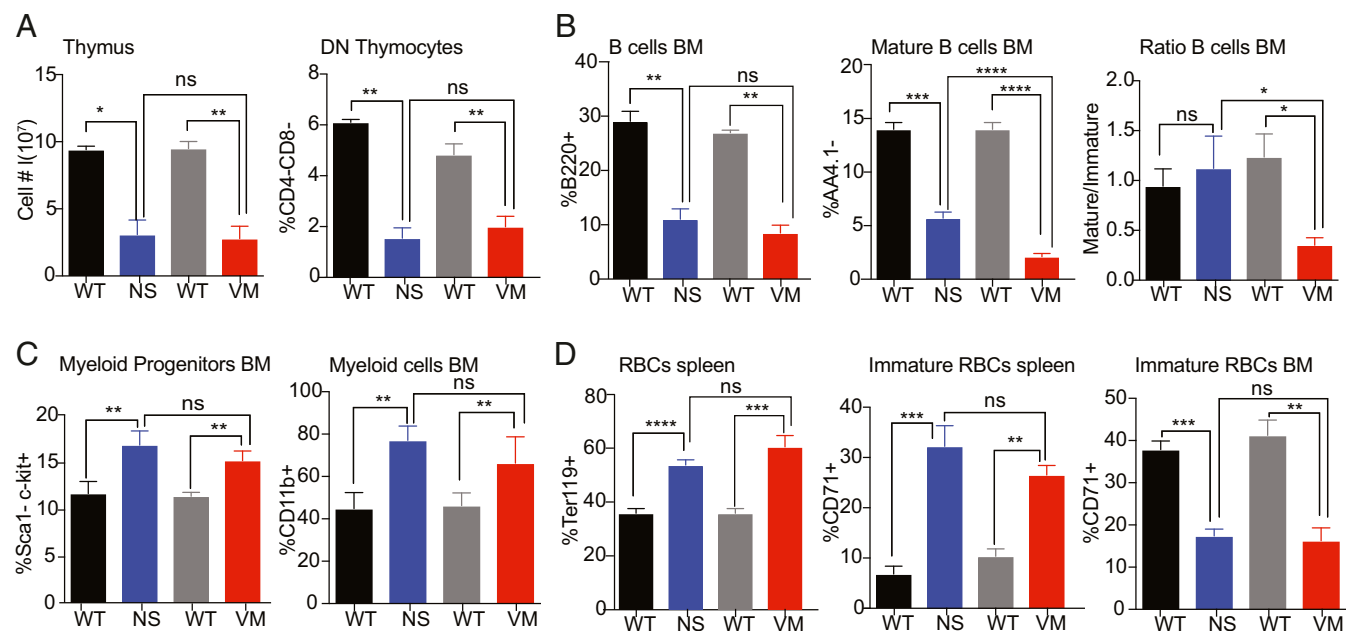 A
Thymus
Cell # I(10⁷)
15
10
5
0
*
ns
**
WT NS WT VM
DN Thymocytes
%CD4-CD8-
8
6
4
2
0
**
ns
**
WT NS WT VM
B
B cells BM
%B220+
40
30
20
10
0
**
ns
**
WT NS WT VM
Mature B cells BM
%AA4.1-
20
15
10
5
0
***
****
****
WT NS WT VM
Ratio B cells BM
Mature/Immature
2.0
1.5
1.0
0.5
0.0
ns
*
*
WT NS WT VM
C
Myeloid Progenitors BM
%Sca1- c-kit+
20
15
10
5
0
**
ns
**
WT NS WT VM
Myeloid cells BM
%CD11b+
100
80
60
40
20
0
**
ns
**
WT NS WT VM
D
RBCs spleen
%Ter119+
80
60
40
20
0
****
ns
***
WT NS WT VM
Immature RBCs spleen
%CD71+
40
30
20
10
0
***
ns
**
WT NS WT VM
Immature RBCs BM
%CD71+
50
40
30
20
10
0
***
ns
**
WT NS WT VM